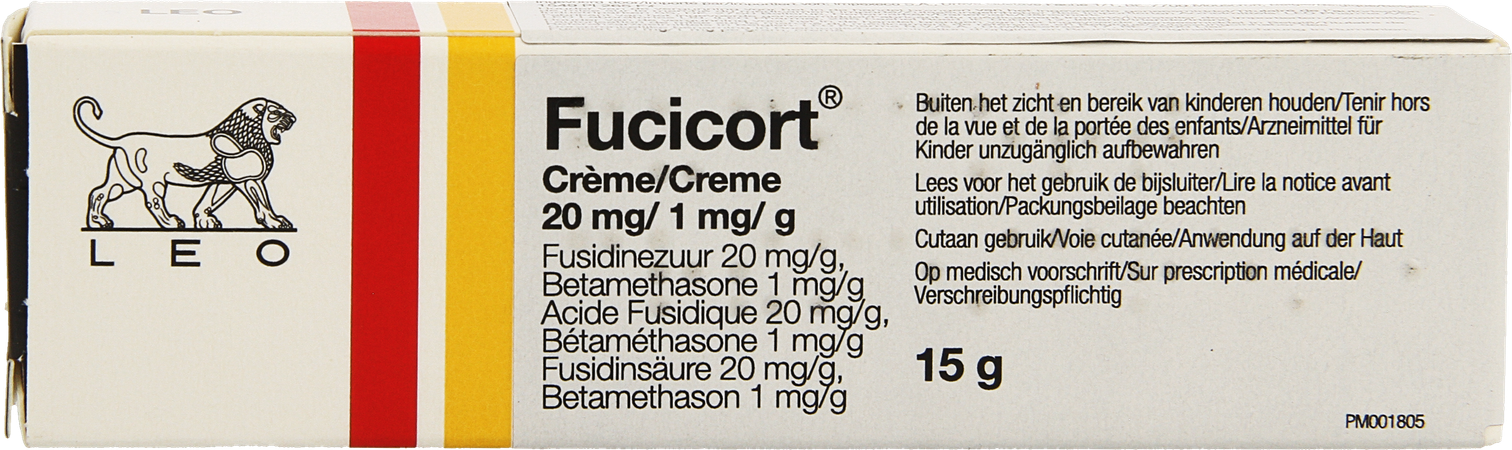 LEO
L E O
Fucicort®
Crème/Creme
20 mg/ 1 mg/ g
Fusidinezuur 20 mg/g,
Betamethasone 1 mg/g
Acide Fusidique 20 mg/g,
Bétaméthasone 1 mg/g
Fusidinsäure 20 mg/g,
Betamethason 1 mg/g
Buiten het zicht en bereik van kinderen houden/Tenir hors
de la vue et de la portée des enfants/Arzneimittel für
Kinder unzugänglich aufbewahren
Lees voor het gebruik de bijsluiter/Lire la notice avant
utilisation/Packungsbeilage beachten
Cutaan gebruik/Voie cutanée/Anwendung auf der Haut
Op medisch voorschrift/Sur prescription médicale/
Verschreibungspflichtig
15 g
PM001805